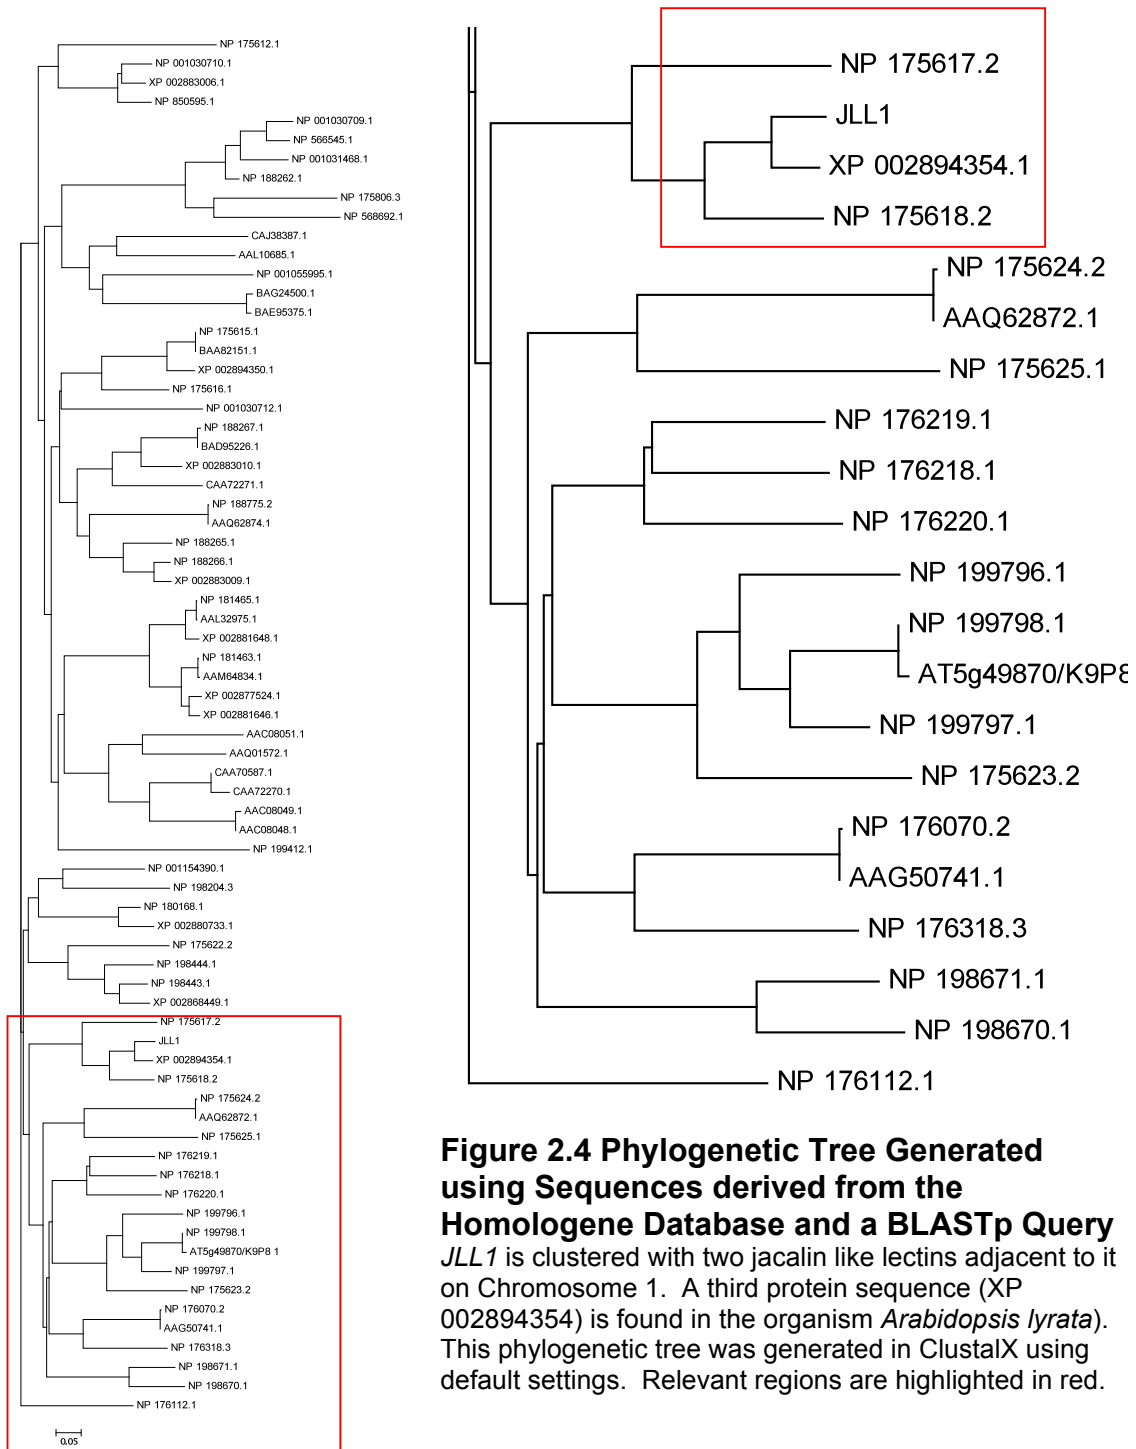 NP 175612.1
NP 001030710.1
XP 002883006.1
NP 850595.1
NP 001030709.1
NP 566545.1
NP 001031468.1
NP 188262.1
NP 175806.3
NP 568692.1
CAJ38387.1
AAL10685.1
NP 001055995.1
BAG24500.1
BAE95375.1
NP 175615.1
BAA82151.1
XP 002894350.1
NP 175616.1
NP 001030712.1
NP 188267.1
BAD95226.1
XP 002883010.1
CAA72271.1
NP 188775.2
AAQ62874.1
NP 188265.1
NP 188266.1
XP 002883009.1
NP 181465.1
AAL32975.1
XP 002881648.1
NP 181463.1
AAM64834.1
XP 002877524.1
XP 002881646.1
AAC08051.1
AAQ01572.1
CAA70587.1
CAA72270.1
AAC08049.1
AAC08048.1
NP 199412.1
NP 001154390.1
NP 198204.3
NP 180168.1
XP 002880733.1
NP 175622.2
NP 198444.1
NP 198443.1
XP 002868449.1
NP 175617.2
JLL1
XP 002894354.1
NP 175618.2
NP 175624.2
AAQ62872.1
NP 175625.1
NP 176219.1
NP 176218.1
NP 176220.1
NP 199796.1
NP 199798.1
AT5g49870/K9P8 1
NP 199797.1
NP 175623.2
NP 176070.2
AAG50741.1
NP 176318.3
NP 198671.1
NP 198670.1
NP 176112.1
0.05
NP 175617.2
JLL1
XP 002894354.1
NP 175618.2
NP 175624.2
AAQ62872.1
NP 175625.1
NP 176219.1
NP 176218.1
NP 176220.1
NP 199796.1
NP 199798.1
AT5g49870/K9P8
NP 199797.1
NP 175623.2
NP 176070.2
AAG50741.1
NP 176318.3
NP 198671.1
NP 198670.1
NP 176112.1
Figure 2.4 Phylogenetic Tree Generated
using Sequences derived from the
Homologene Database and a BLASTp Query
JLL1 is clustered with two jacalin like lectins adjacent to it
on Chromosome 1. A third protein sequence (XP
002894354) is found in the organism Arabidopsis lyrata).
This phylogenetic tree was generated in ClustalX using
default settings. Relevant regions are highlighted in red.